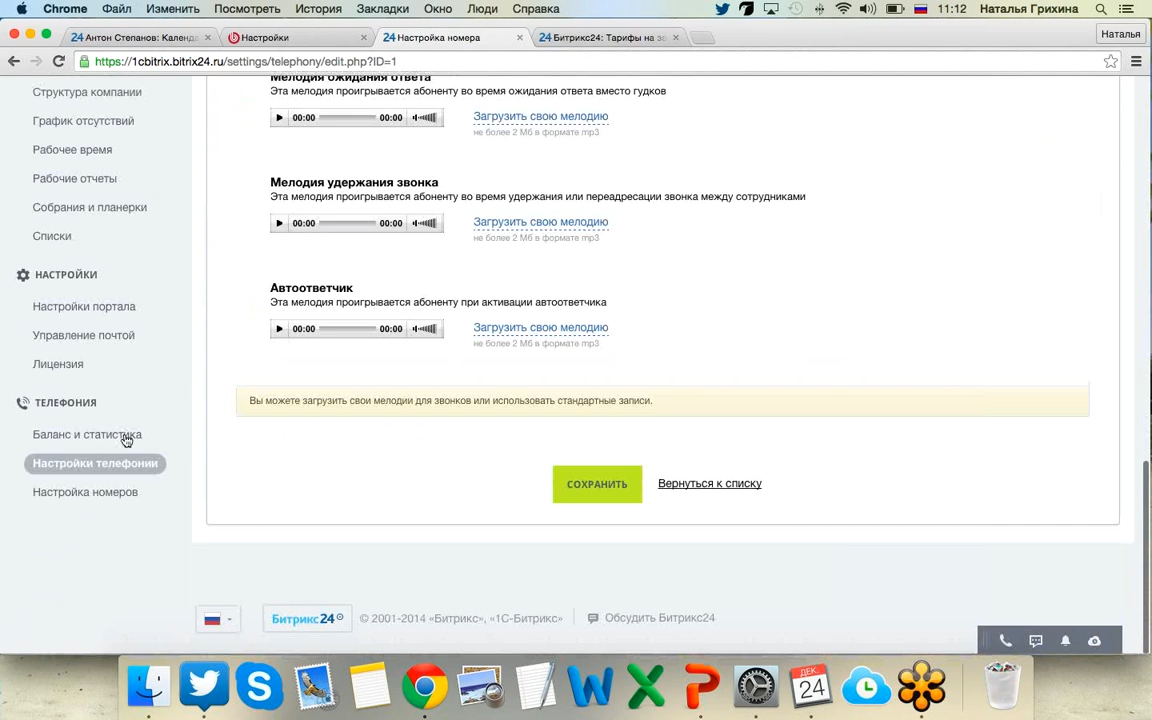 Chrome Файл Изменить Посмотреть История Закладки Окно Люди Справка 11:12 Наталья Грихина
24 Антон Степанов: Календ
Настройки
24 Настройка номера
24 Битрикс24: Тарифы на
Наталья
https://1cbitrix.bitrix24.ru/settings/telephony/edit.php?ID=1
Структура компании
График отсутствий
Рабочее время
Рабочие отчеты
Собрания и планерки
Списки
НАСТРОЙКИ
Настройки портала
Управление почтой
Лицензия
ТЕЛЕФОНИЯ
Баланс и статистика
Настройки телефонии
Настройка номеров
Мелодия ожидания ответа
Эта мелодия проигрывается абоненту во время ожидания ответа вместо гудков
00:00 00:00 Загрузить свою мелодию
не более 2 Мб в формате mp3
Мелодия удержания звонка
Эта мелодия проигрывается абоненту во время удержания или переадресации звонка между сотрудниками
00:00 00:00 Загрузить свою мелодию
не более 2 Мб в формате mp3
Автоответчик
Эта мелодия проигрывается абоненту при активации автоответчика
00:00 00:00 Загрузить свою мелодию
не более 2 Мб в формате mp3
Вы можете загрузить свои мелодии для звонков или использовать стандартные записи.
СОХРАНИТЬ Вернуться к списку
Битрикс24 © 2001-2014 «Битрикс», «1С-Битрикс» Обсудить Битрикс24
ДЕК
24